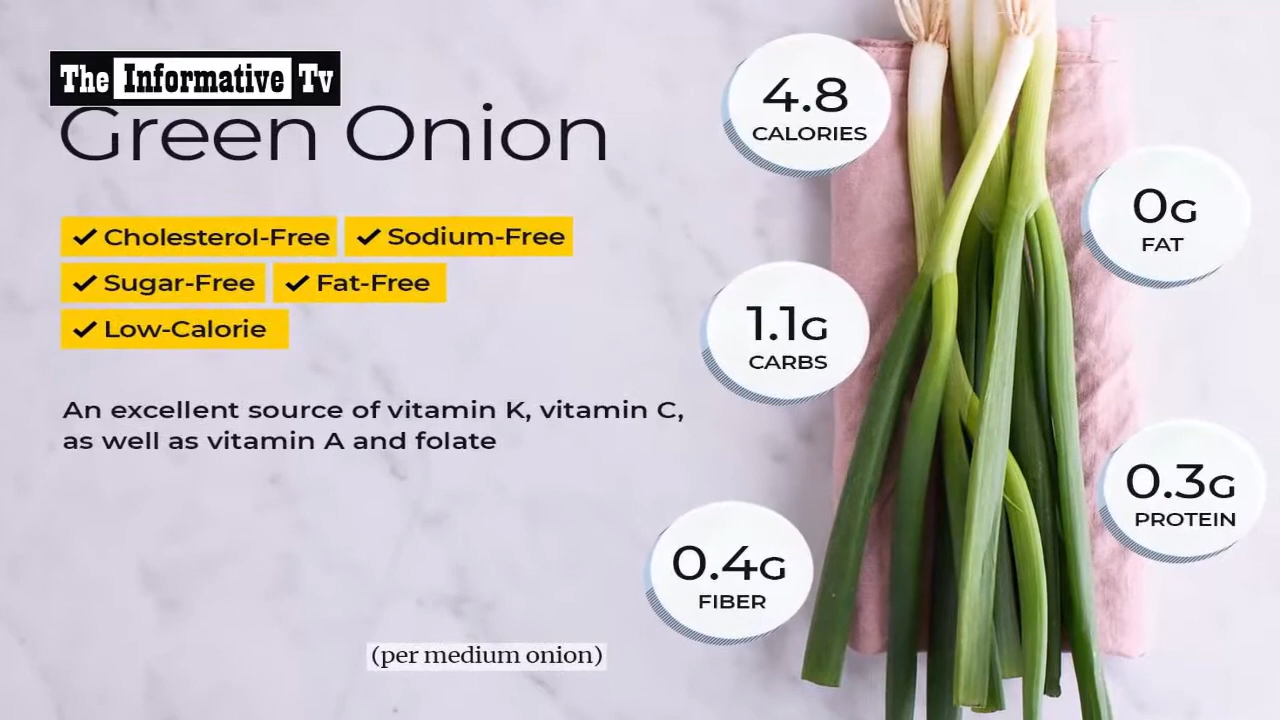 The Informative Tv
Green Onion
✓ Cholesterol-Free ✓ Sodium-Free
✓ Sugar-Free ✓ Fat-Free
✓ Low-Calorie
An excellent source of vitamin K, vitamin C,
as well as vitamin A and folate
4.8
CALORIES
0G
FAT
1.1G
CARBS
0.3G
PROTEIN
0.4G
FIBER
(per medium onion)